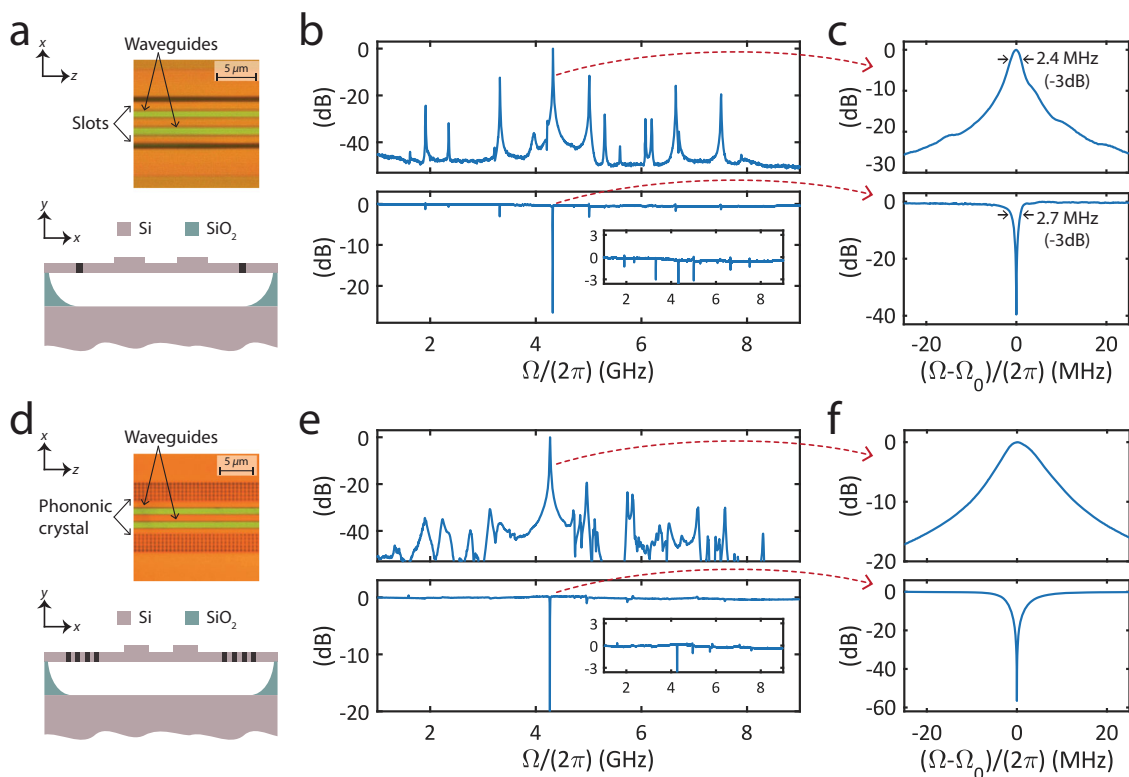 a
x
z
Waveguides
5 µm
Slots
y
x
Si
SiO2
b
0
-20
-40
(dB)
0
-10
-20
(dB)
3
0
-3
2
4
6
8
2
4
6
8
Ω/(2π) (GHz)
c
0
-10
-20
-30
(dB)
2.4 MHz
(-3dB)
0
-20
-40
(dB)
2.7 MHz
(-3dB)
-20
0
20
(Ω-Ω0)/(2π) (MHz)
d
x
z
Waveguides
5 µm
Phononic
crystal
y
x
Si
SiO2
e
0
-20
-40
(dB)
0
-10
-20
(dB)
3
0
-3
2
4
6
8
2
4
6
8
Ω/(2π) (GHz)
f
0
-10
-20
(dB)
0
-20
-40
-60
(dB)
-20
0
20
(Ω-Ω0)/(2π) (MHz)